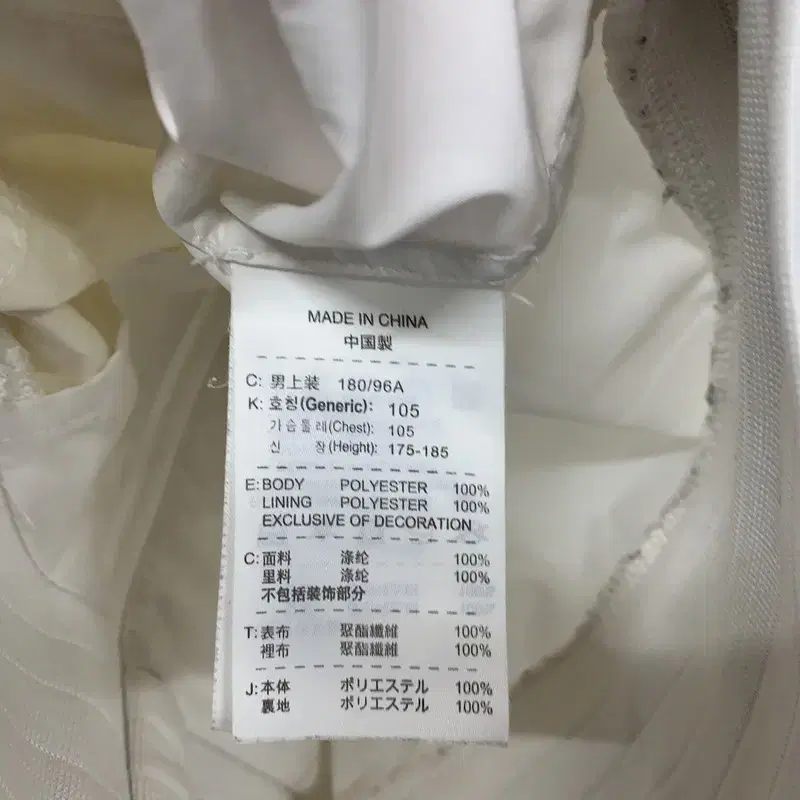 MADE IN CHINA
中国製
C: 男上装 180/96A
K: 호칭(Generic): 105
가슴둘레(Chest): 105
신 장(Height): 175-185
E: BODY POLYESTER 100%
LINING POLYESTER 100%
EXCLUSIVE OF DECORATION
C: 面料 涤纶 100%
里料 涤纶 100%
不包括装饰部分
T: 表布 聚酯纖維 100%
裡布 聚酯纖維 100%
J: 本体 ポリエステル 100%
裏地 ポリエステル 100%